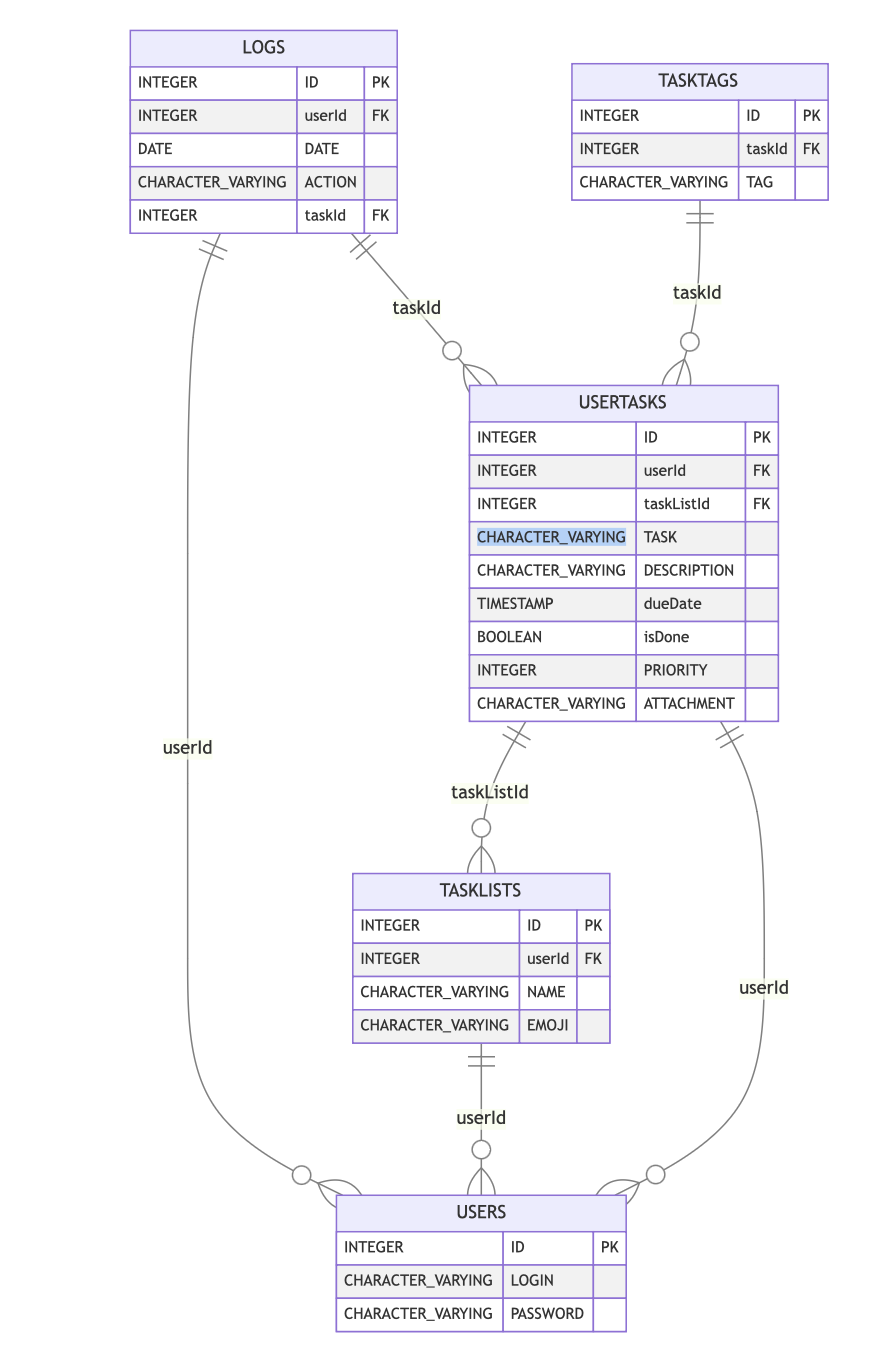 LOGS
INTEGER ID PK
INTEGER userId FK
DATE DATE
CHARACTER_VARYING ACTION
INTEGER taskId FK
TASKTAGS
INTEGER ID PK
INTEGER taskId FK
CHARACTER_VARYING TAG
taskId
taskId
USERTASKS
INTEGER ID PK
INTEGER userId FK
INTEGER taskListId FK
CHARACTER_VARYING TASK
CHARACTER_VARYING DESCRIPTION
TIMESTAMP dueDate
BOOLEAN isDone
INTEGER PRIORITY
CHARACTER_VARYING ATTACHMENT
userId
taskListId
TASKLISTS
INTEGER ID PK
INTEGER userId FK
CHARACTER_VARYING NAME
CHARACTER_VARYING EMOJI
userId
userId
USERS
INTEGER ID PK
CHARACTER_VARYING LOGIN
CHARACTER_VARYING PASSWORD